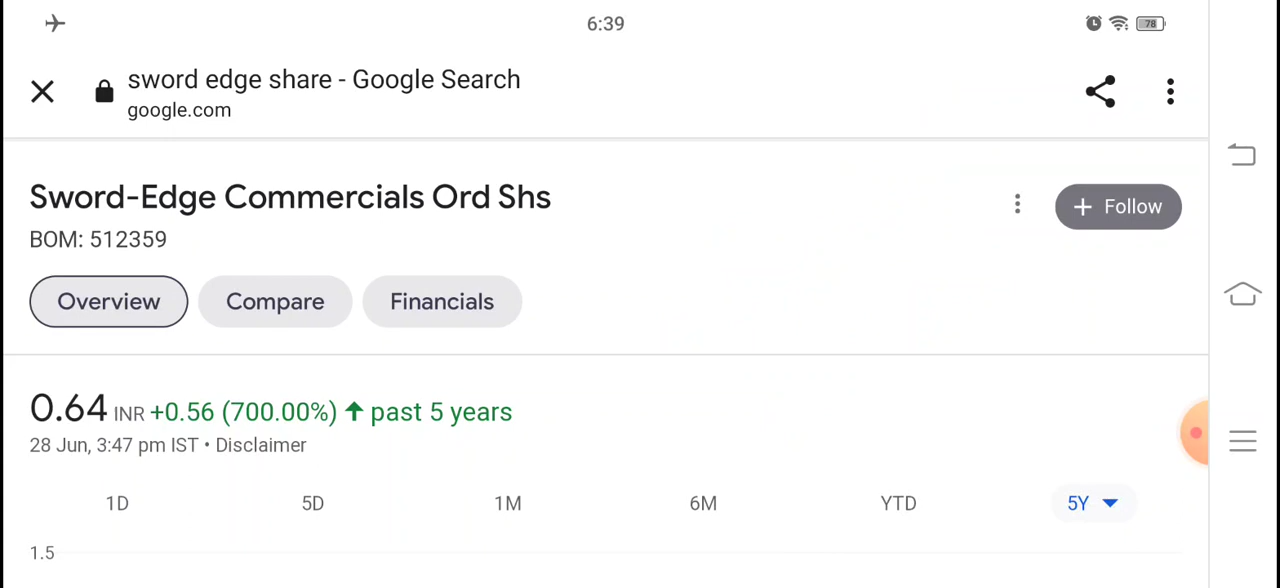 6:39
78
sword edge share - Google Search
google.com
Sword-Edge Commercials Ord Shs
+ Follow
BOM: 512359
Overview Compare Financials
0.64 INR +0.56 (700.00%) ↑ past 5 years
28 Jun, 3:47 pm IST • Disclaimer
1D 5D 1M 6M YTD 5Y
1.5